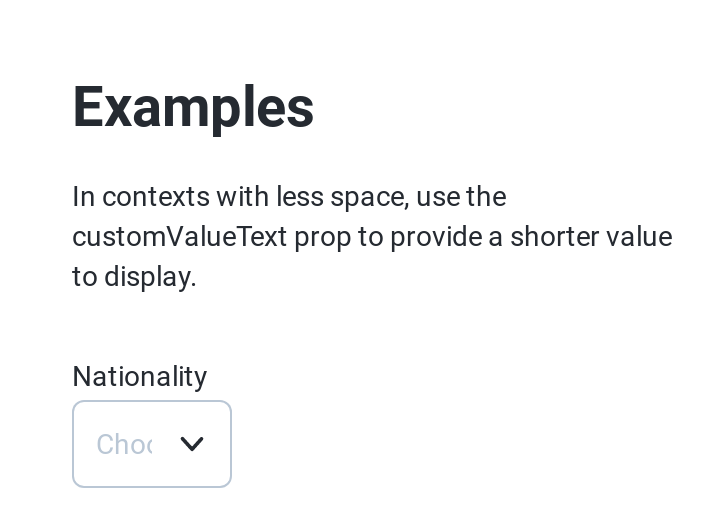 Examples
In contexts with less space, use the
customValueText prop to provide a shorter value
to display.
Nationality
Choo